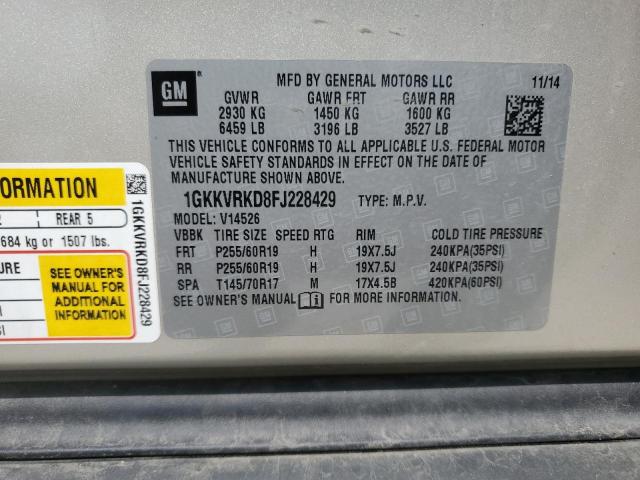 GM
MFD BY GENERAL MOTORS LLC 11/14
GVWR GAWR FRT GAWR RR
2930 KG 1450 KG 1600 KG
6459 LB 3196 LB 3527 LB
THIS VEHICLE CONFORMS TO ALL APPLICABLE U.S. FEDERAL MOTOR
VEHICLE SAFETY STANDARDS IN EFFECT ON THE DATE OF
MANUFACTURE SHOWN ABOVE.
1GKKVRKD8FJ228429 TYPE: M.P.V.
MODEL: V14526
VBBK TIRE SIZE SPEED RTG RIM COLD TIRE PRESSURE
FRT P255/60R19 H 19X7.5J 240KPA(35PSI)
RR P255/60R19 H 19X7.5J 240KPA(35PSI)
SPA T145/70R17 M 17X4.5B 420KPA(60PSI)
SEE OWNER'S MANUAL FOR MORE INFORMATION.
FORMATION
2 REAR 5
684 kg or 1507 lbs.
URE
SEE OWNER'S
MANUAL FOR
ADDITIONAL
INFORMATION
1GKKVRKD8FJ228429